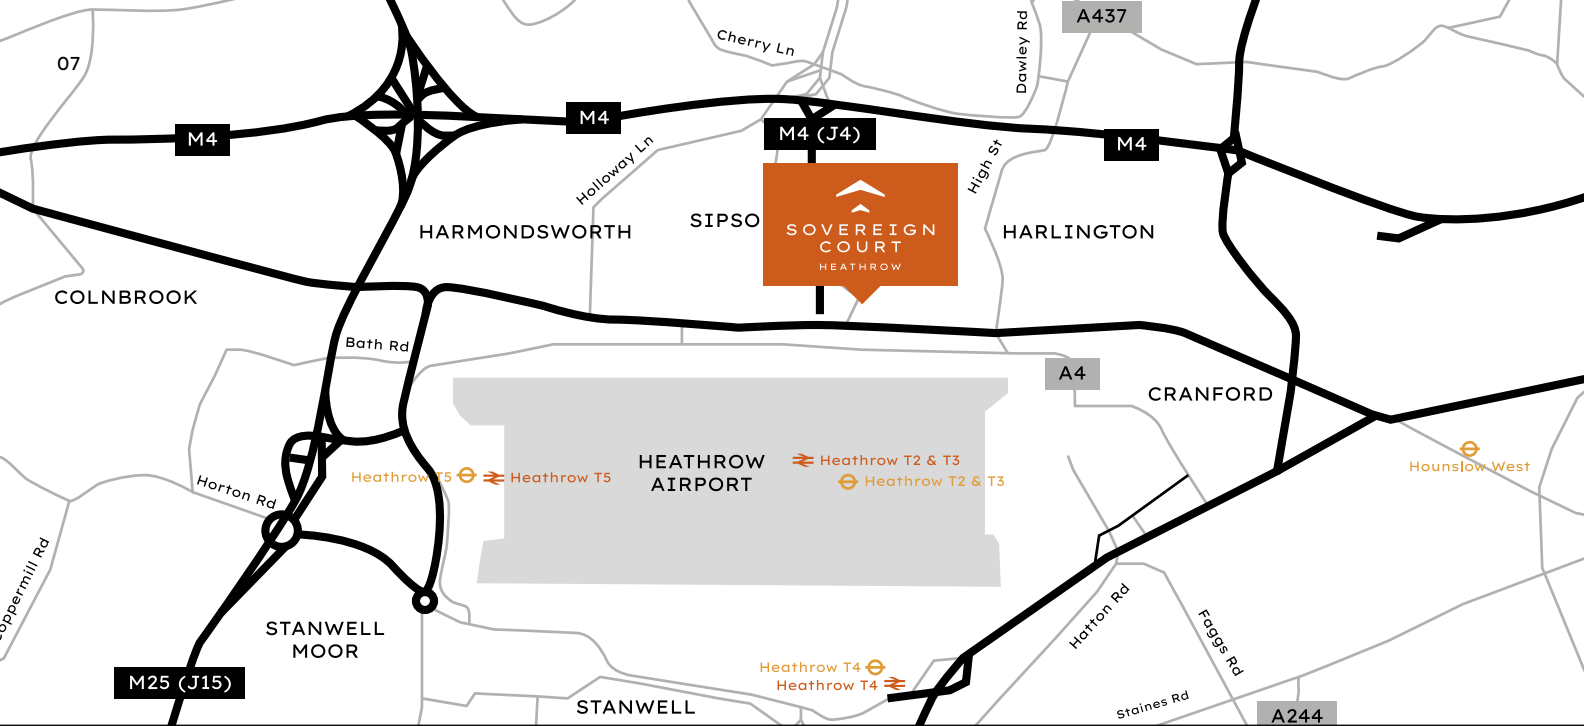 A437
Dawley Rd
Cherry Ln
07
M4
M4
M4 (J4)
M4
Holloway Ln
High St
SIPSO
HARMONDSWORTH
SOVEREIGN
COURT
HEATHROW
HARLINGTON
COLNBROOK
Bath Rd
A4
CRANFORD
HEATHROW
AIRPORT
Heathrow T2 & T3
Heathrow T2 & T3
Heathrow T5
Heathrow T5
Hounslow West
Horton Rd
oppermill Rd
Hatton Rd
Faggs Rd
STANWELL
MOOR
M25 (J15)
Heathrow T4
Heathrow T4
STANWELL
Staines Rd
A244